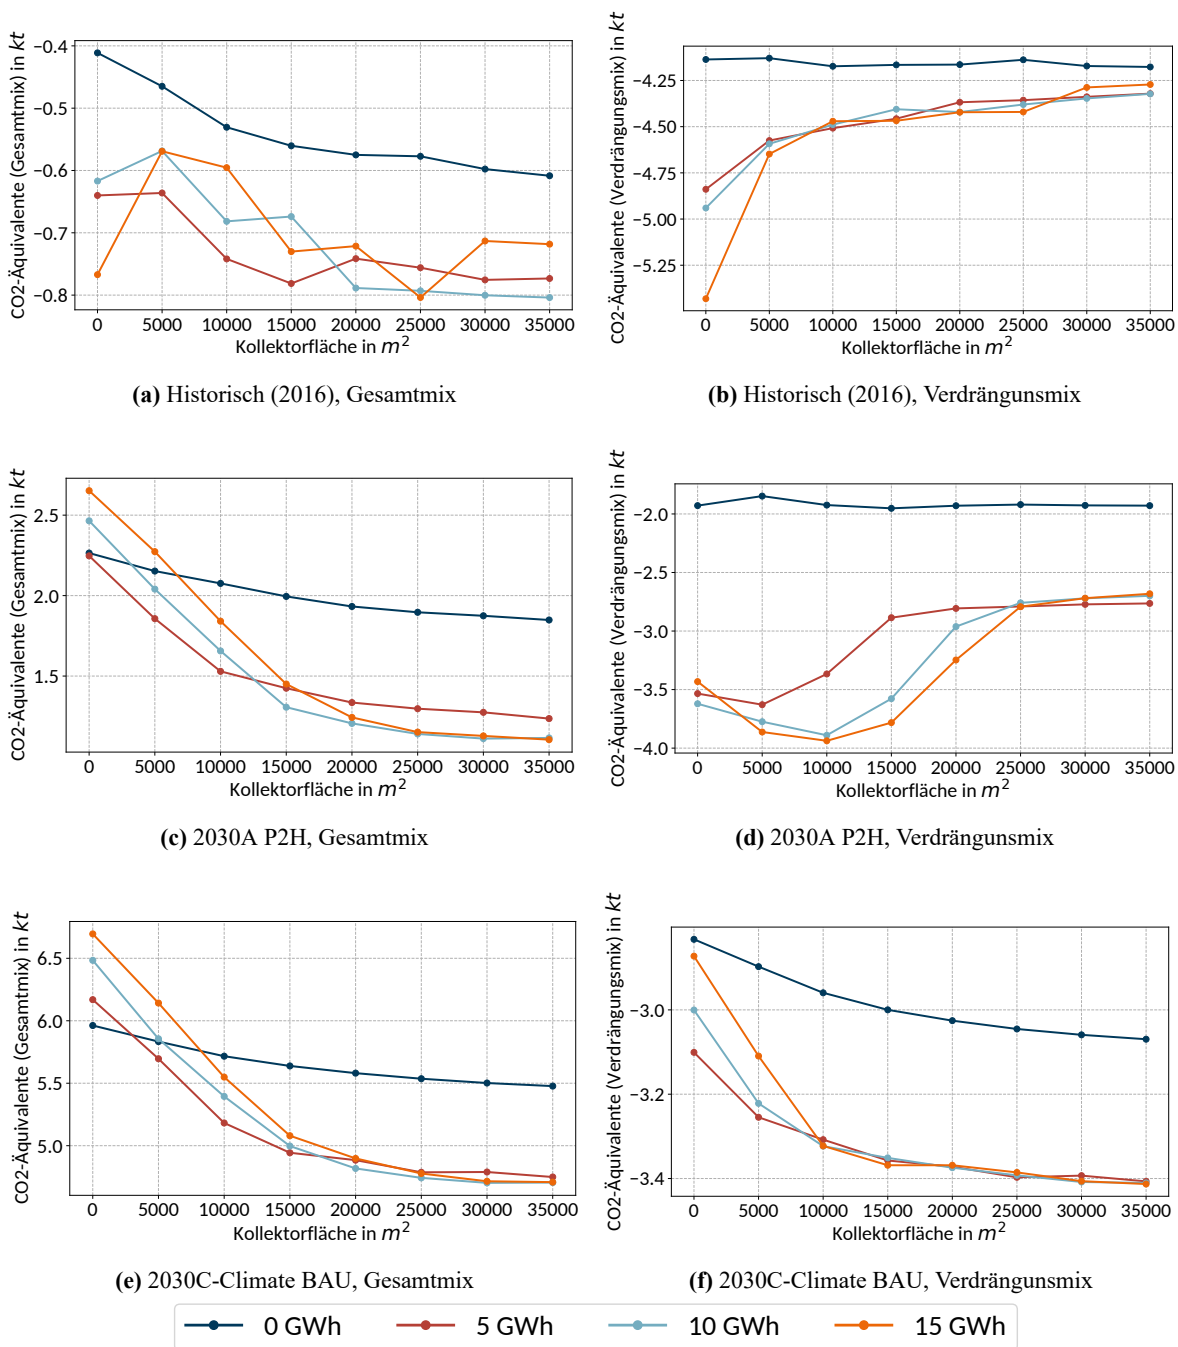 CO2-Äquivalente (Gesamtmix) in kt
−0.4
−0.5
−0.6
−0.7
−0.8
0 5000 10000 15000 20000 25000 30000 35000
Kollektorfläche in m²
(a) Historisch (2016), Gesamtmix
CO2-Äquivalente (Verdrängungsmix) in kt
−4.25
−4.50
−4.75
−5.00
−5.25
0 5000 10000 15000 20000 25000 30000 35000
Kollektorfläche in m²
(b) Historisch (2016), Verdrängunsmix
CO2-Äquivalente (Gesamtmix) in kt
2.5
2.0
1.5
0 5000 10000 15000 20000 25000 30000 35000
Kollektorfläche in m²
(c) 2030A P2H, Gesamtmix
CO2-Äquivalente (Verdrängungsmix) in kt
−2.0
−2.5
−3.0
−3.5
−4.0
0 5000 10000 15000 20000 25000 30000 35000
Kollektorfläche in m²
(d) 2030A P2H, Verdrängunsmix
CO2-Äquivalente (Gesamtmix) in kt
6.5
6.0
5.5
5.0
0 5000 10000 15000 20000 25000 30000 35000
Kollektorfläche in m²
(e) 2030C-Climate BAU, Gesamtmix
CO2-Äquivalente (Verdrängungsmix) in kt
−3.0
−3.2
−3.4
0 5000 10000 15000 20000 25000 30000 35000
Kollektorfläche in m²
(f) 2030C-Climate BAU, Verdrängunsmix
0 GWh 5 GWh 10 GWh 15 GWh